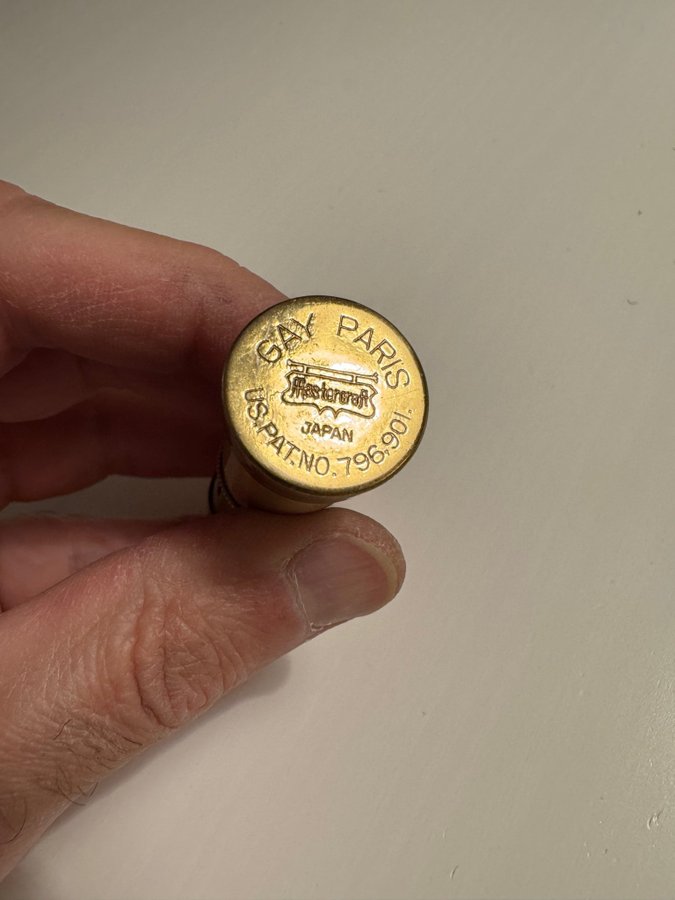 GAY PARIS
Mastercraft
JAPAN
U.S.PAT.NO.796,901.